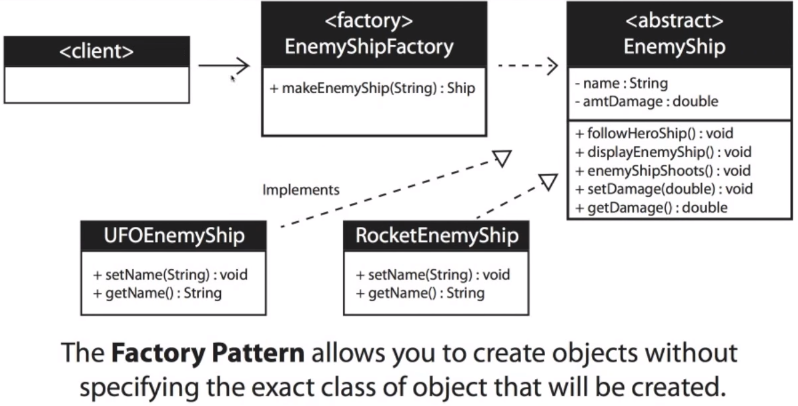 <client>
<factory>
EnemyShipFactory
+ makeEnemyShip(String) : Ship
<abstract>
EnemyShip
- name : String
- amtDamage : double
+ followHeroShip() : void
+ displayEnemyShip() : void
+ enemyShipShoots() : void
+ setDamage(double) : void
+ getDamage() : double
Implements
UFOEnemyShip
+ setName(String) : void
+ getName() : String
RocketEnemyShip
+ setName(String) : void
+ getName() : String
The Factory Pattern allows you to create objects without
specifying the exact class of object that will be created.